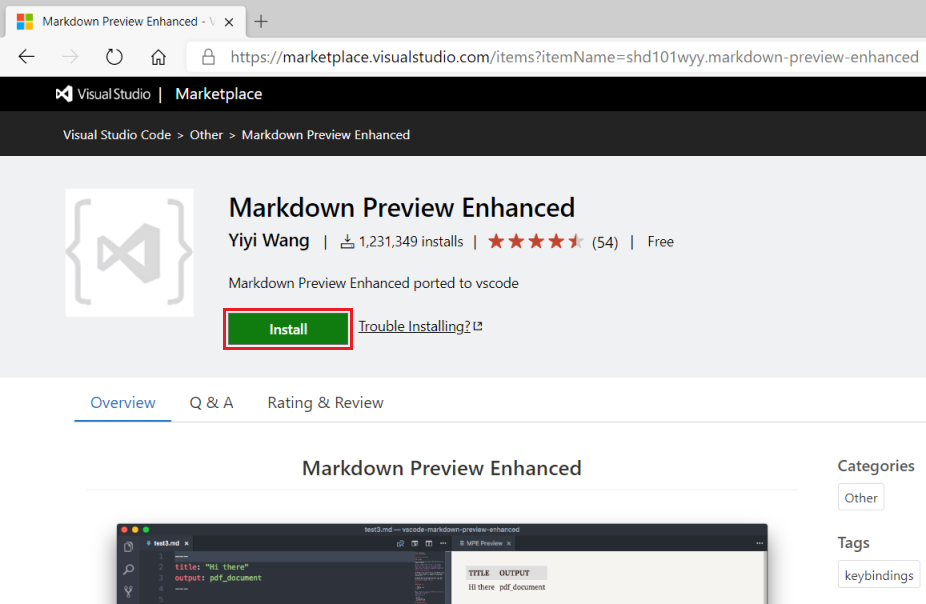 Markdown Preview Enhanced - V
https://marketplace.visualstudio.com/items?itemName=shd101wyy.markdown-preview-enhanced
Visual Studio | Marketplace
Visual Studio Code > Other > Markdown Preview Enhanced
Markdown Preview Enhanced
Yiyi Wang | 1,231,349 installs | (54) | Free
Markdown Preview Enhanced ported to vscode
Install Trouble Installing?
Overview Q & A Rating & Review
Markdown Preview Enhanced
Categories
Other
Tags
keybindings
test3.md — vscode-markdown-preview-enhanced
test3.md MPE Preview
1 ---
2 title: "Hi there"
3 output: pdf_document
4 ---
5
TITLE OUTPUT
Hi there pdf_document